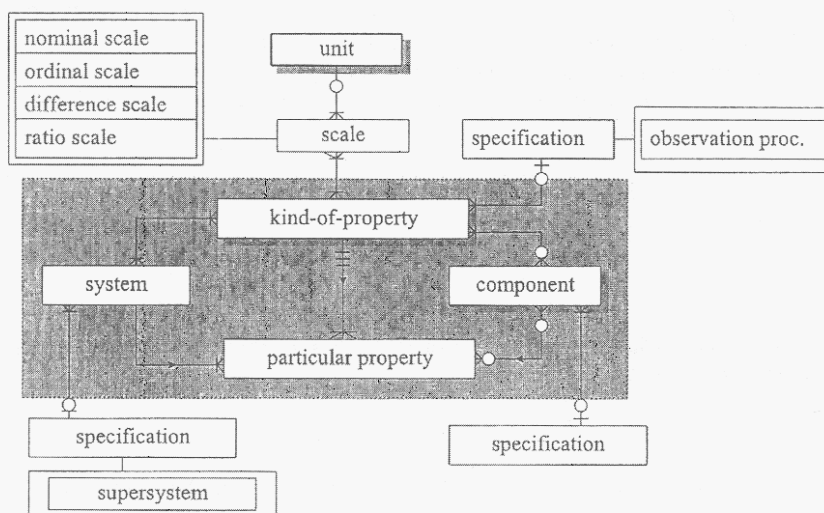 nominal scale
ordinal scale
difference scale
ratio scale
unit
scale
specification
observation proc.
kind-of-property
system
component
particular property
specification
specification
supersystem